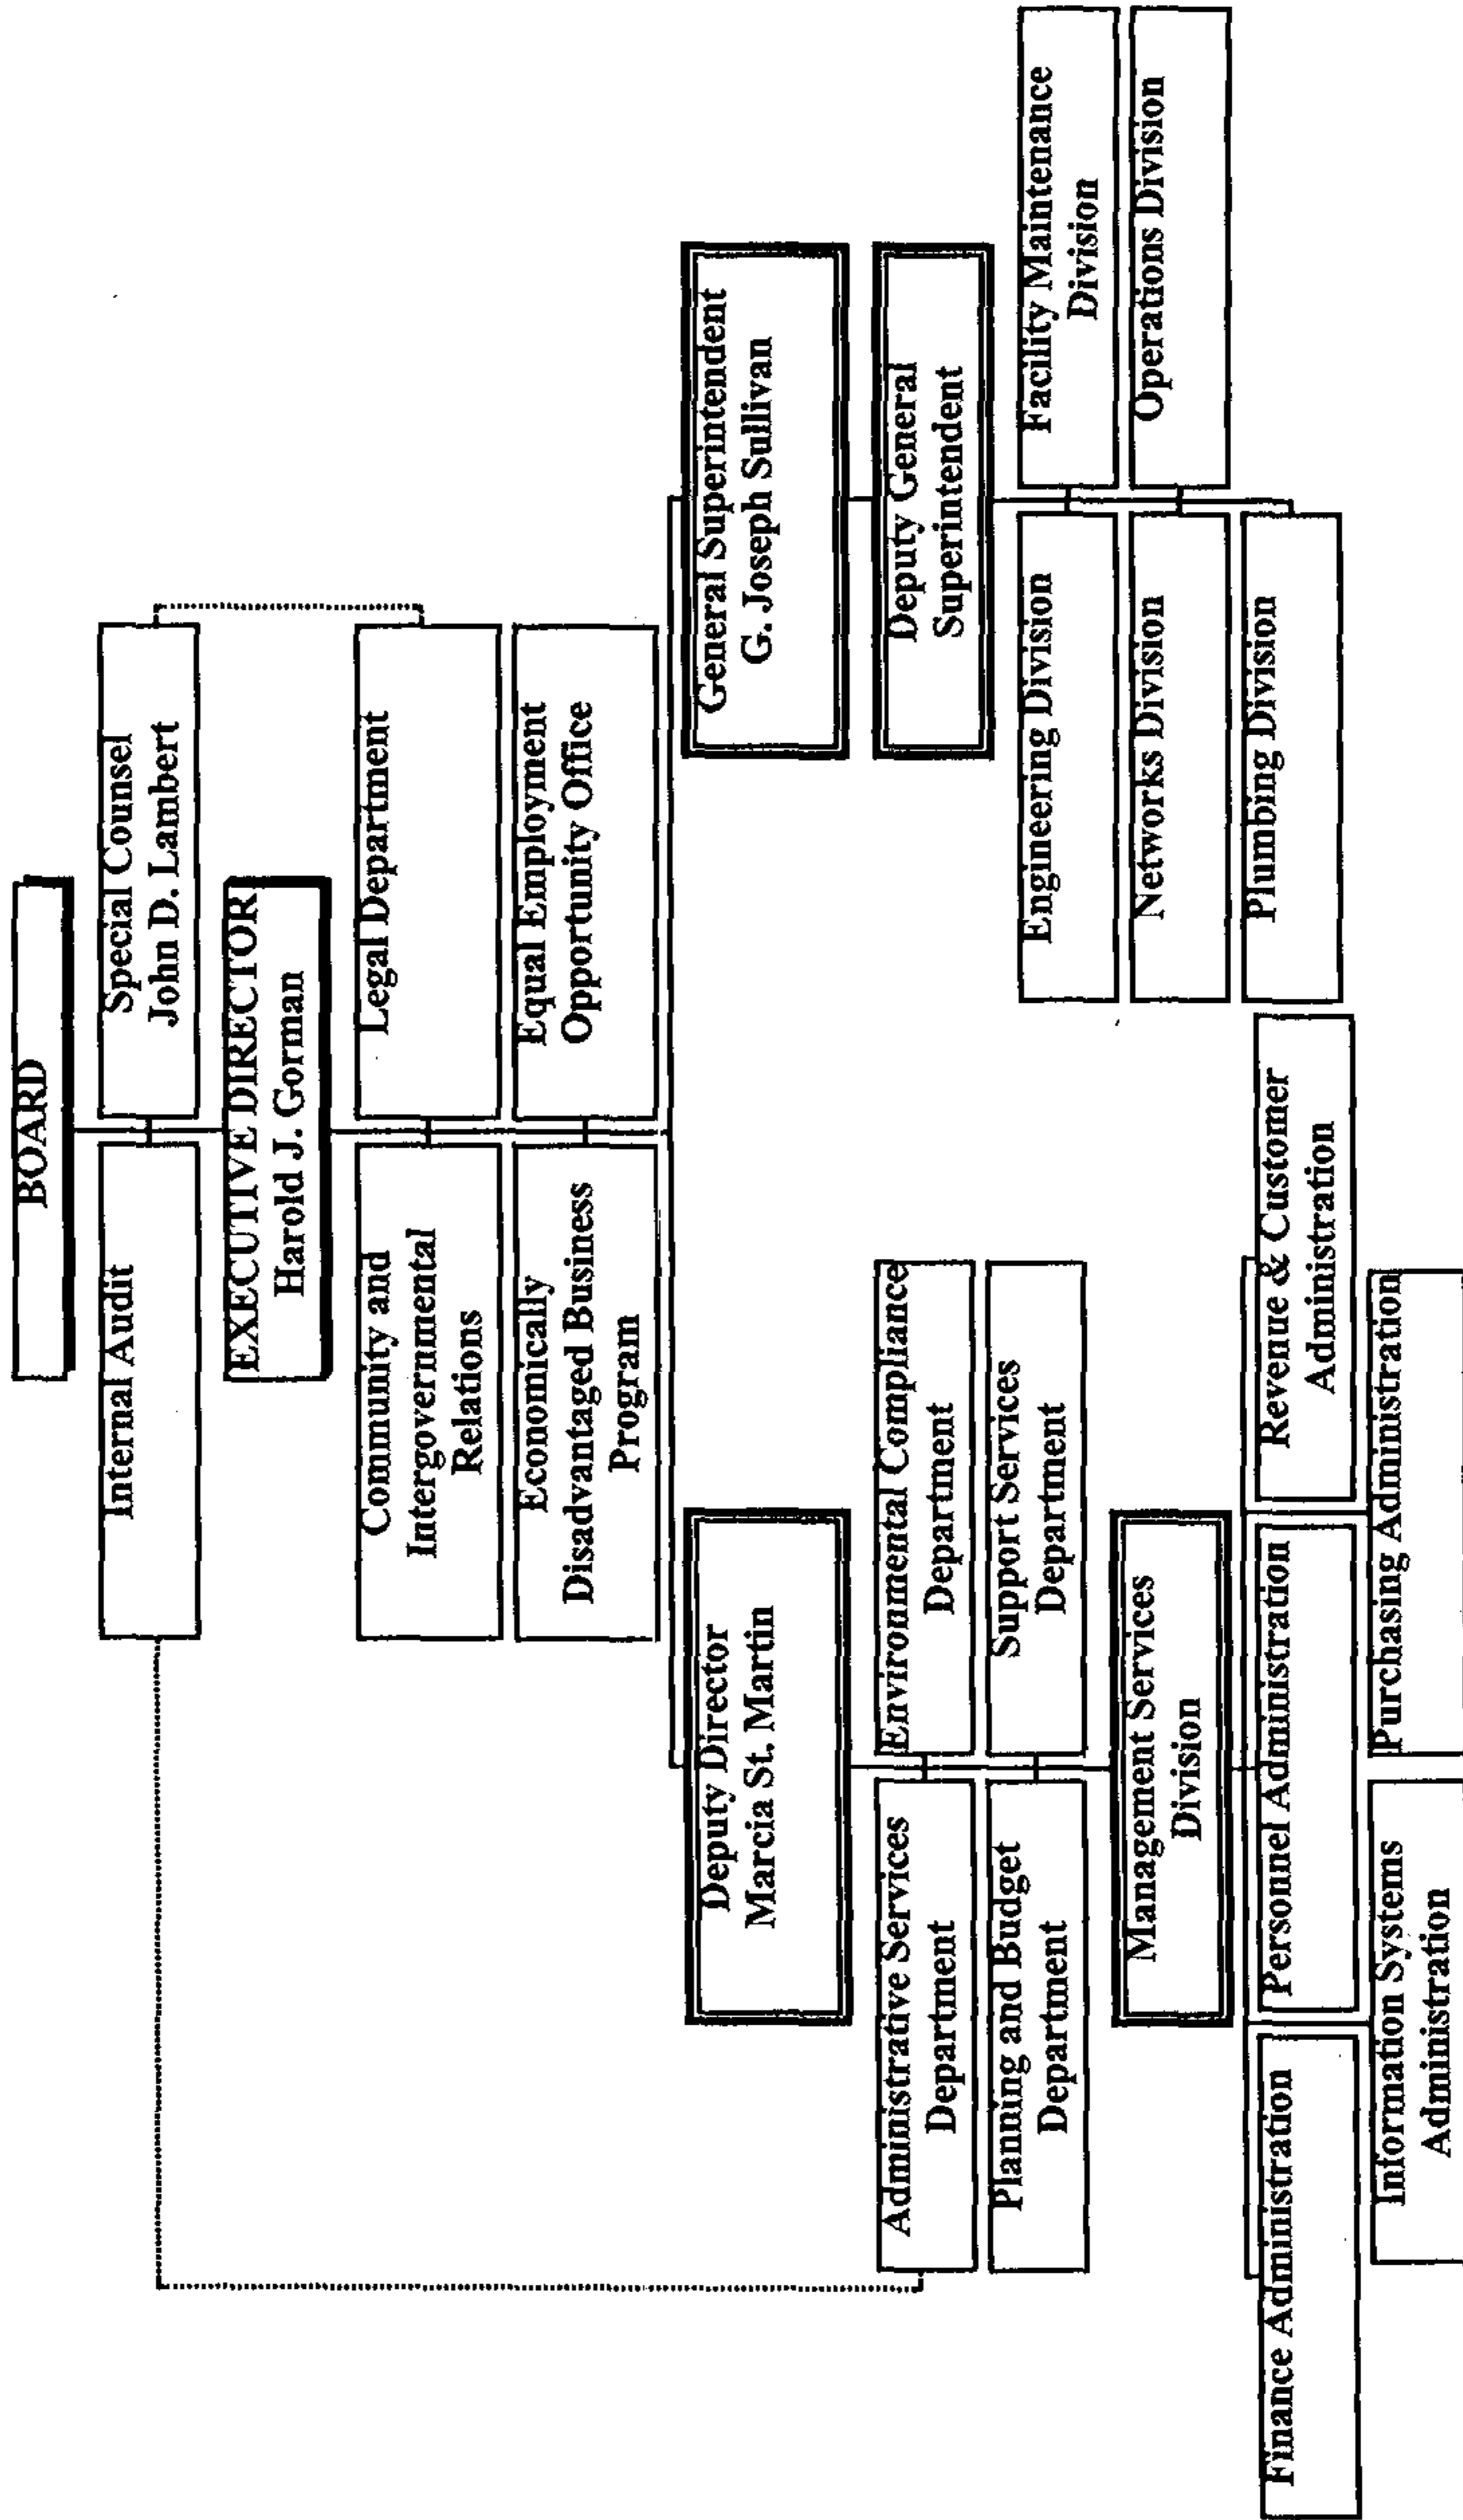 BOARD
Internal Audit
Special Counsel
John D. Lambert
EXECUTIVE DIRECTOR
Harold J. Gorman
Community and
Intergovernmental
Relations
Legal Department
Economically
Disadvantaged Business
Program
Equal Employment
Opportunity Office
Deputy Director
Marcia St. Martin
General Superintendent
G. Joseph Sullivan
Administrative Services
Department
Environmental Compliance
Department
Planning and Budget
Department
Support Services
Department
Deputy General
Superintendent
Management Services
Division
Engineering Division
Facility Maintenance
Division
Networks Division
Operations Division
Plumbing Division
Finance Administration
Personnel Administration
Revenue & Customer
Administration
Information Systems
Administration
Purchasing Administration